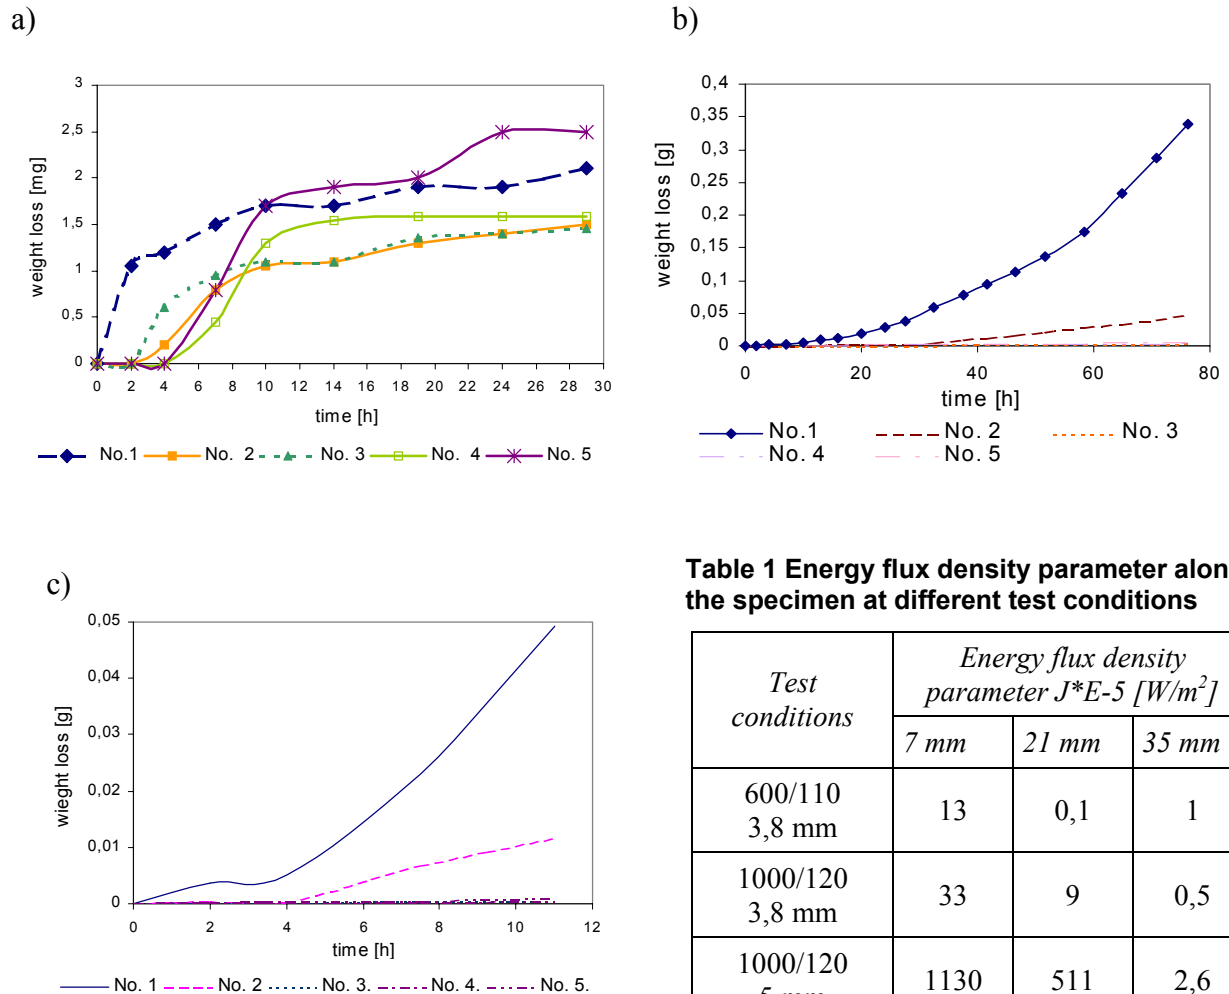 a)
3
2,5
2
1,5
1
0,5
0
weight loss [mg]
0 2 4 6 8 10 12 14 16 18 20 22 24 26 28 30
time [h]
No.1 No. 2 No. 3 No. 4 No. 5
b)
0,4
0,35
0,3
0,25
0,2
0,15
0,1
0,05
0
weight loss [g]
0 20 40 60 80
time [h]
No.1 No. 2 No. 3
No. 4 No. 5
c)
0,05
0,04
0,03
0,02
0,01
0
wieght loss [g]
0 2 4 6 8 10 12
time [h]
No. 1 No. 2 No. 3. No. 4. No. 5.
Table 1 Energy flux density parameter alon
the specimen at different test conditions
Test
conditions
Energy flux density
parameter J*E-5 [W/m²]
7 mm 21 mm 35 mm
600/110
3,8 mm
13 0,1 1
1000/120
3,8 mm
33 9 0,5
1000/120
5 mm
1130 511 2,6